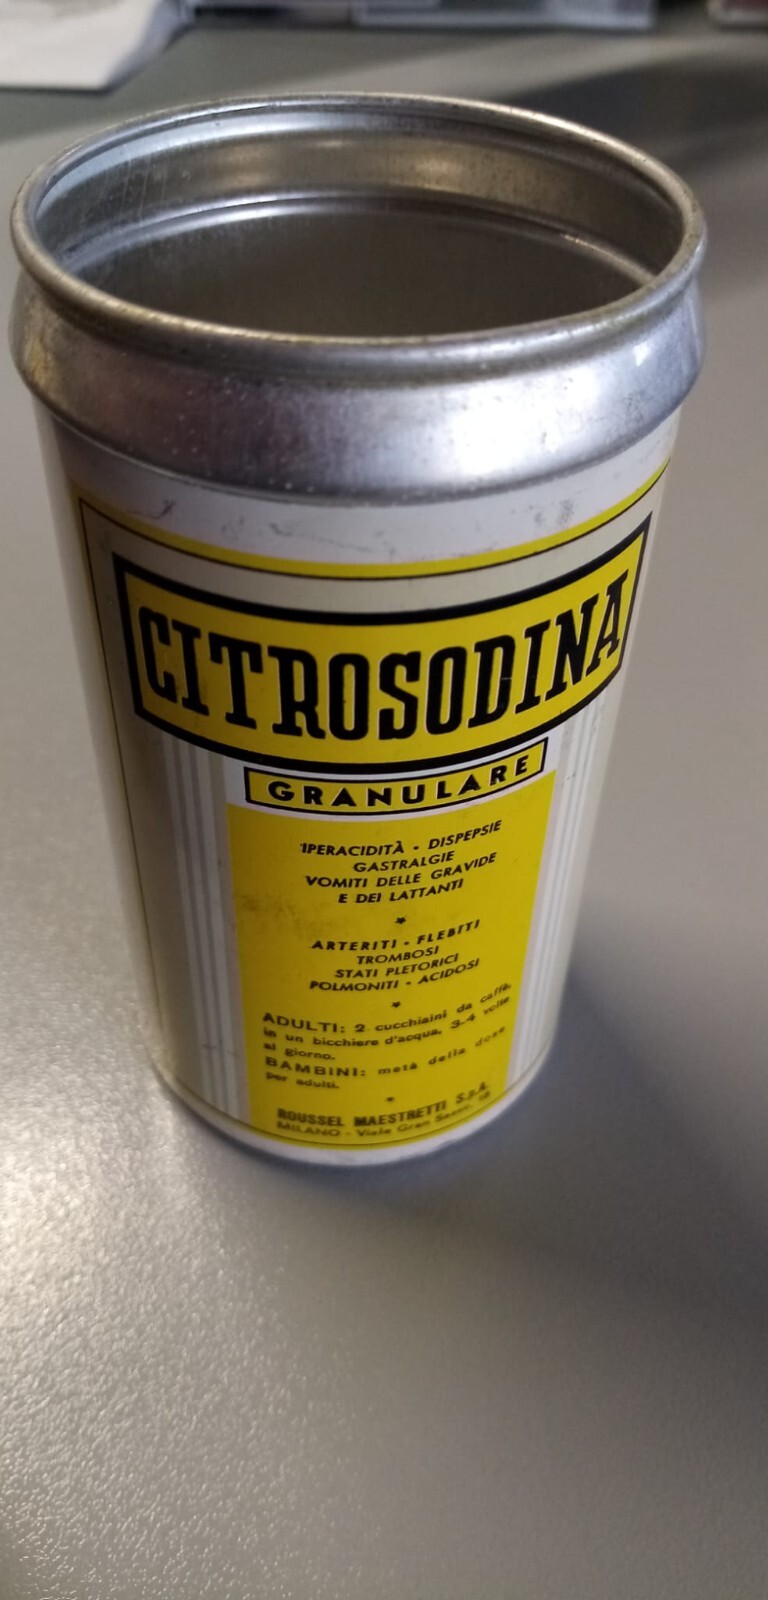 CITROSODINA
GRANULARE
IPERACIDITÀ - DISPEPSIE
GASTRALGIE
VOMITI DELLE GRAVIDE
E DEI LATTANTI
ARTERITI - FLEBITI
TROMBOSI
STATI PLETORICI
POLMONITI - ACIDOSI
ADULTI: 2 cucchiaini da caffè,
in un bicchiere d'acqua, 3-4 volte
al giorno.
BAMBINI: metà della dose
per adulti.
ROUSSEL MAESTRETTI S.p.A.
MILANO - Viale Gran Sasso, 18